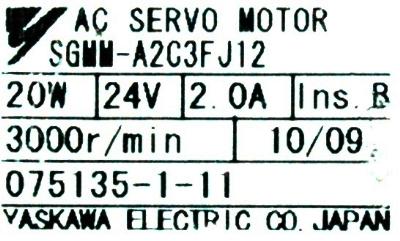 AC SERVO MOTOR
SGMM-A2C3FJ12
20W 24V 2.0A Ins. B
3000r/min 10/09
075135-1-11
YASKAWA ELECTRIC CO. JAPAN